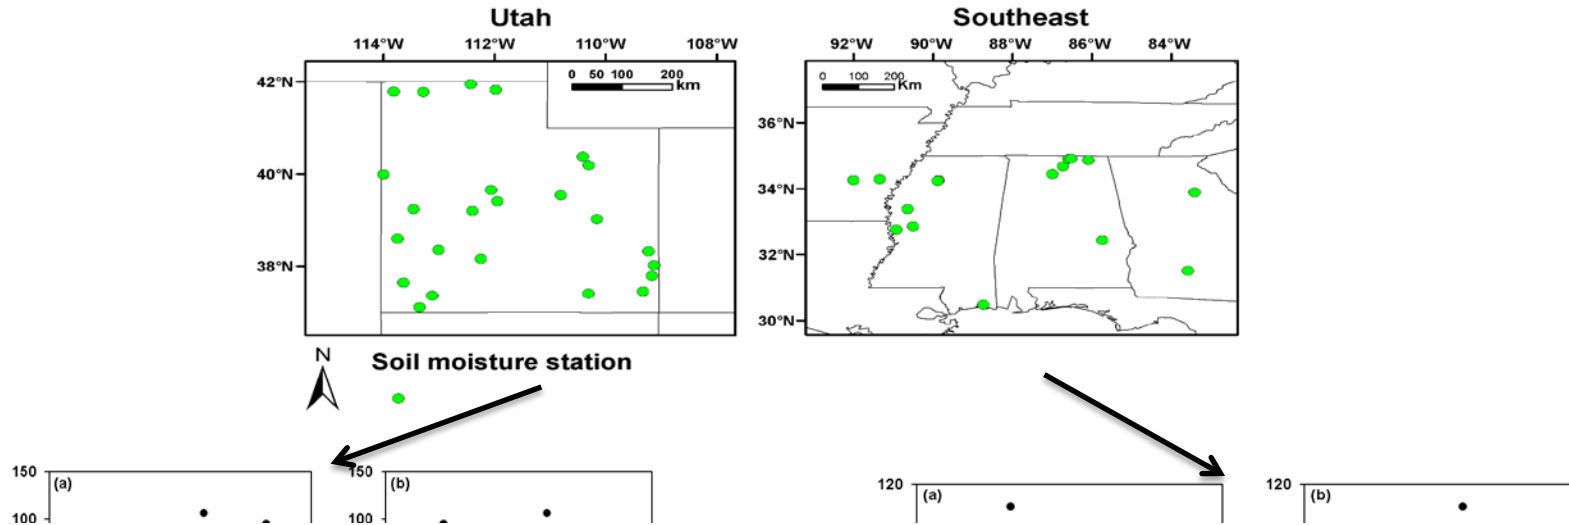 Utah
Southeast
114°W 112°W 110°W 108°W
92°W 90°W 88°W 86°W 84°W
0 50 100 200
km
0 100 200
Km
42°N
40°N
38°N
36°N
34°N
32°N
30°N
N
Soil moisture station
150
(a)
100
150
(b)
100
120
(a)
120
(b)